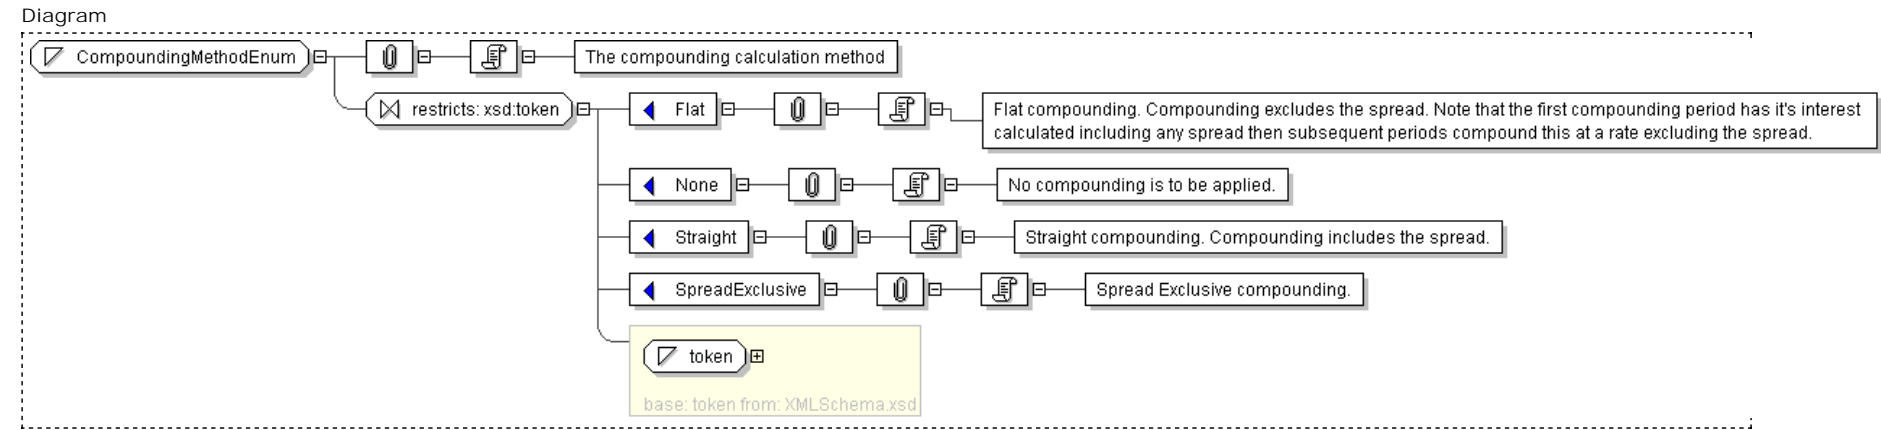 Diagram
CompoundingMethodEnum
The compounding calculation method
restricts: xsd:token
Flat
Flat compounding. Compounding excludes the spread. Note that the first compounding period has it's interest
calculated including any spread then subsequent periods compound this at a rate excluding the spread.
None
No compounding is to be applied.
Straight
Straight compounding. Compounding includes the spread.
SpreadExclusive
Spread Exclusive compounding.
token
base: token from: XMLSchema.xsd